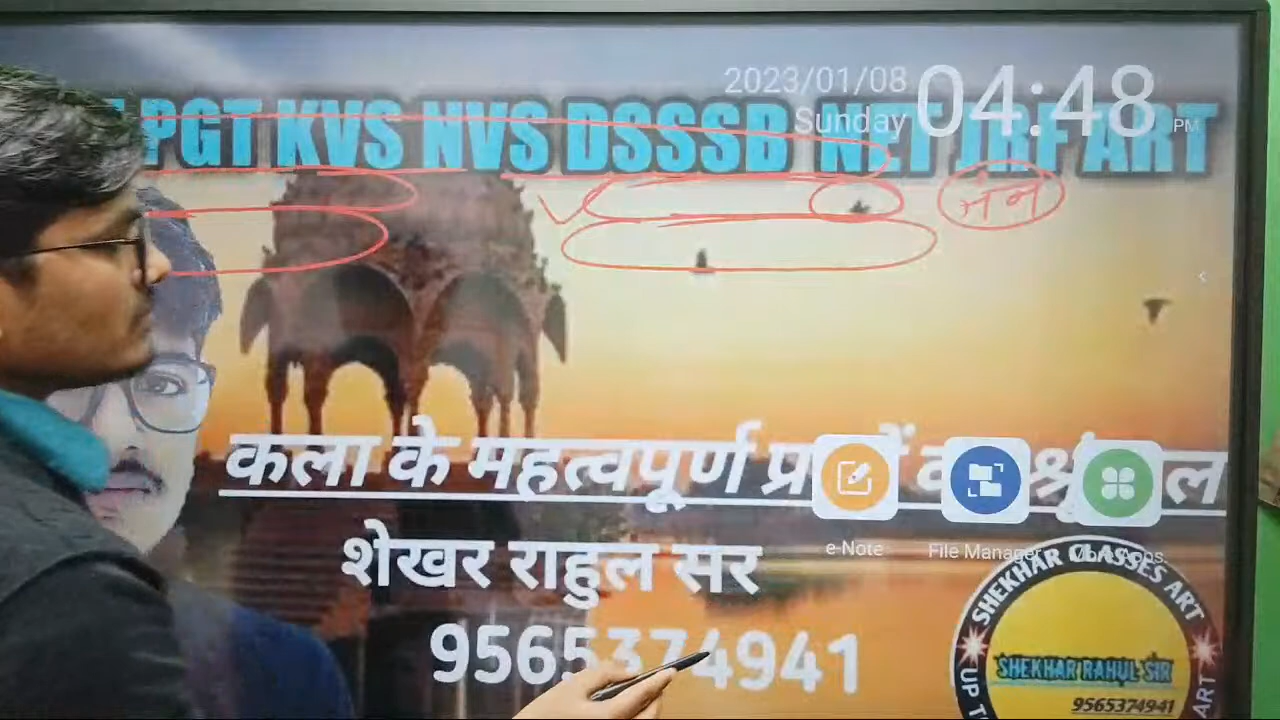 2023/01/08
Sunday
04:48
PM
PGT KVS NVS DSSSB NET JRF ART
कला के महत्वपूर्ण
शेखर राहुल सर
9565374941
e-Note
File Manager
Apps
SHEKHAR CLASSES ART
SHEKHAR RAHUL SIR
9565374941